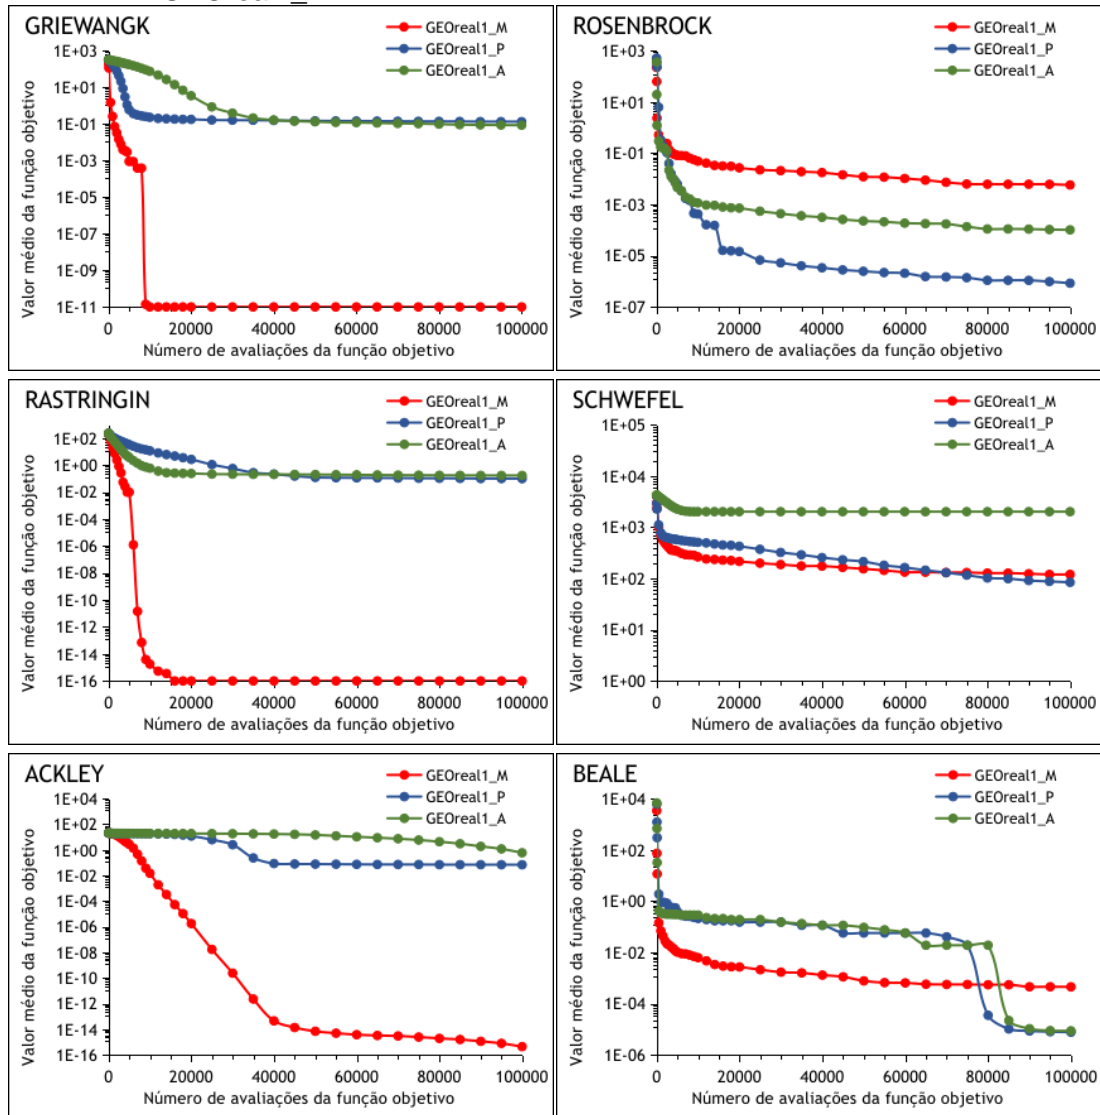 GRIEWANGK
GEOreal1_M
GEOreal1_P
GEOreal1_A
Valor médio da função objetivo
1E+03
1E+01
1E-01
1E-03
1E-05
1E-07
1E-09
1E-11
0 20000 40000 60000 80000 100000
Número de avaliações da função objetivo
ROSENBROCK
GEOreal1_M
GEOreal1_P
GEOreal1_A
Valor médio da função objetivo
1E+03
1E+01
1E-01
1E-03
1E-05
1E-07
0 20000 40000 60000 80000 100000
Número de avaliações da função objetivo
RASTRINGIN
GEOreal1_M
GEOreal1_P
GEOreal1_A
Valor médio da função objetivo
1E+02
1E+00
1E-02
1E-04
1E-06
1E-08
1E-10
1E-12
1E-14
1E-16
0 20000 40000 60000 80000 100000
Número de avaliações da função objetivo
SCHWEFEL
GEOreal1_M
GEOreal1_P
GEOreal1_A
Valor médio da função objetivo
1E+05
1E+04
1E+03
1E+02
1E+01
1E+00
0 20000 40000 60000 80000 100000
Número de avaliações da função objetivo
ACKLEY
GEOreal1_M
GEOreal1_P
GEOreal1_A
Valor médio da função objetivo
1E+04
1E+02
1E+00
1E-02
1E-04
1E-06
1E-08
1E-10
1E-12
1E-14
1E-16
0 20000 40000 60000 80000 100000
Número de avaliações da função objetivo
BEALE
GEOreal1_M
GEOreal1_P
GEOreal1_A
Valor médio da função objetivo
1E+04
1E+02
1E+00
1E-02
1E-04
1E-06
0 20000 40000 60000 80000 100000
Número de avaliações da função objetivo